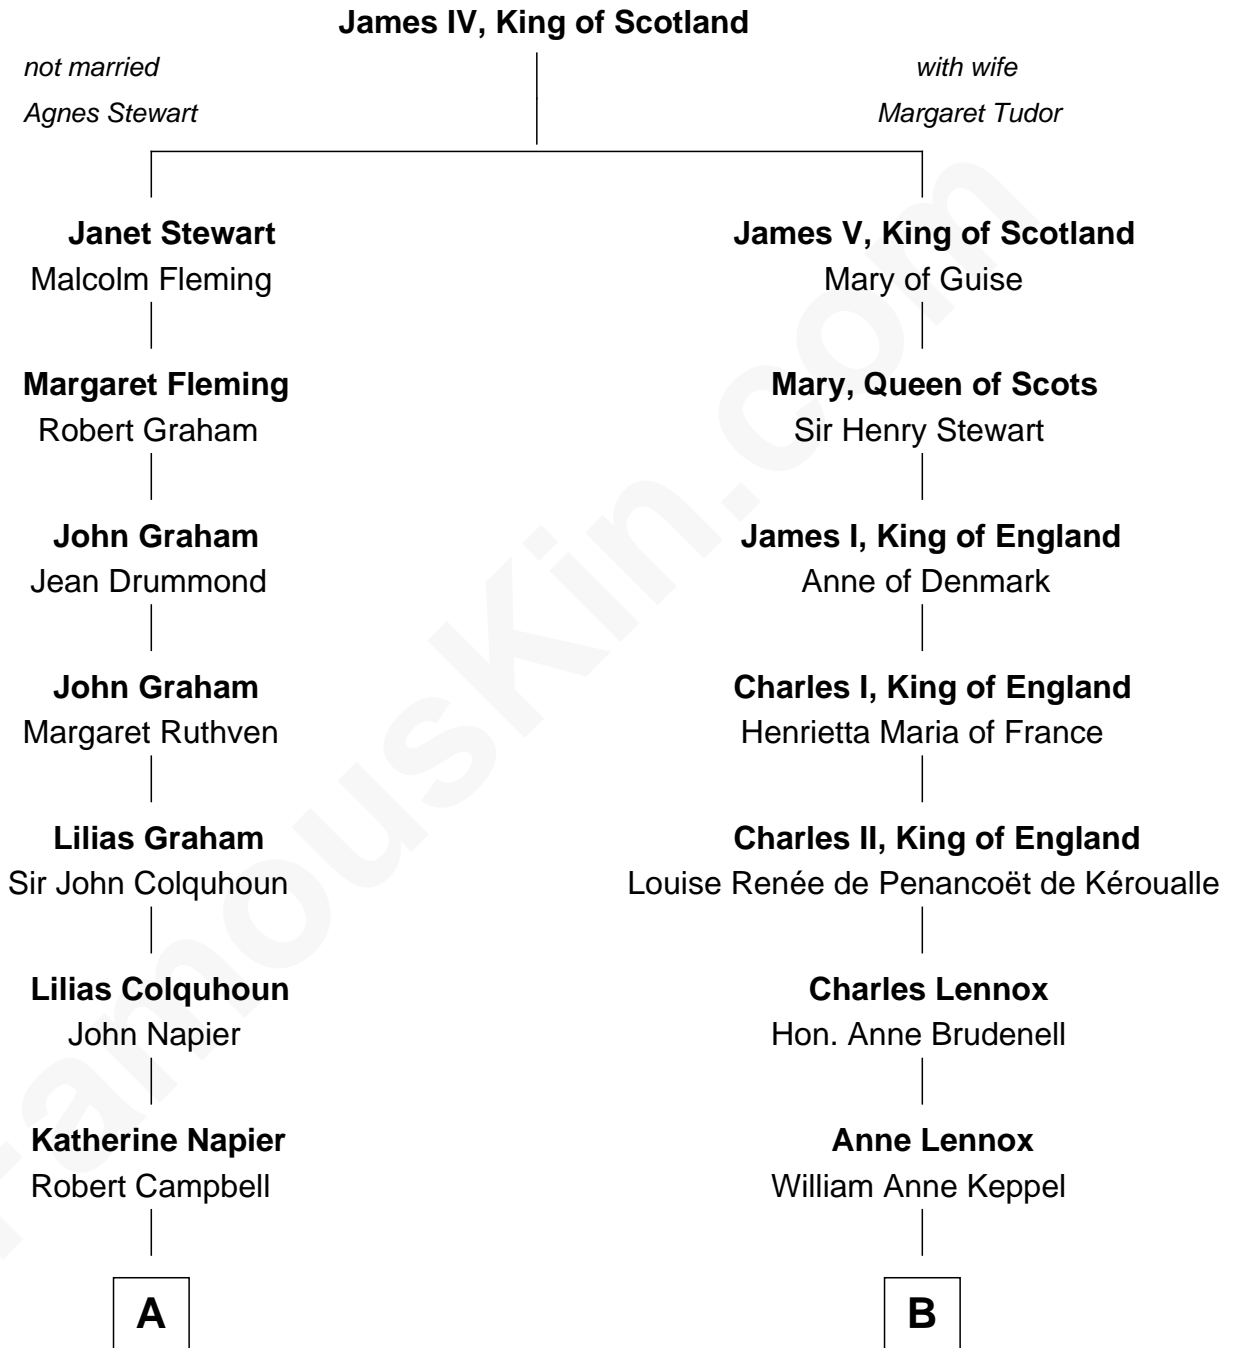 James IV, King of Scotland
not married
Agnes Stewart
with wife
Margaret Tudor
Janet Stewart
Malcolm Fleming
James V, King of Scotland
Mary of Guise
Margaret Fleming
Robert Graham
Mary, Queen of Scots
Sir Henry Stewart
John Graham
Jean Drummond
James I, King of England
Anne of Denmark
John Graham
Margaret Ruthven
Charles I, King of England
Henrietta Maria of France
Lilias Graham
Sir John Colquhoun
Charles II, King of England
Louise Renée de Penancoët de Kéroualle
Lilias Colquhoun
John Napier
Charles Lennox
Hon. Anne Brudenell
Katherine Napier
Robert Campbell
Anne Lennox
William Anne Keppel
A
B
FamousKin.com